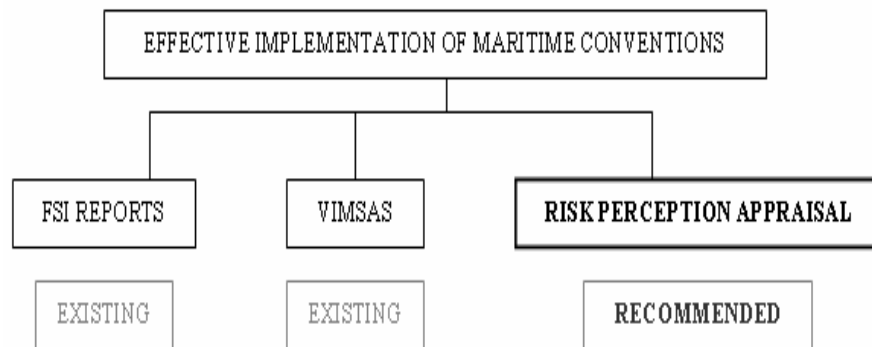 EFFECTIVE IMPLEMENTATION OF MARITIME CONVENTIONS
FSI REPORTS
VIMSAS
RISK PERCEPTION APPRAISAL
EXISTING
EXISTING
RECOMMENDED